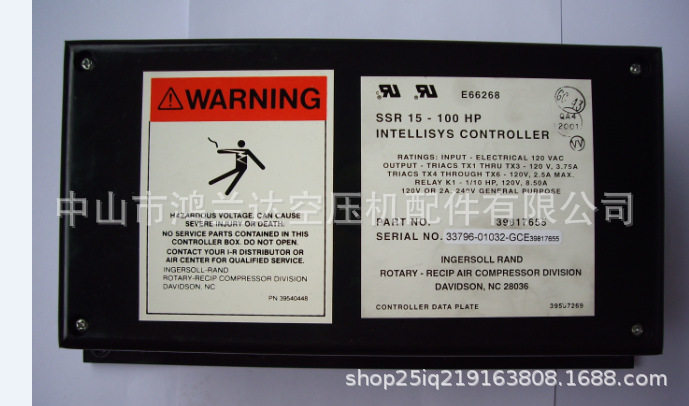 WARNING
HAZARDOUS VOLTAGE. CAN CAUSE
SEVERE INJURY OR DEATH.
NO SERVICE PARTS CONTAINED IN THIS
CONTROLLER BOX. DO NOT OPEN.
CONTACT YOUR I-R DISTRIBUTOR OR
AIR CENTER FOR QUALIFIED SERVICE.
INGERSOLL-RAND
ROTARY-RECIP COMPRESSOR DIVISION
DAVIDSON, NC
PN 39540448
E66268
QA4
2001
SSR 15 - 100 HP
INTELLISYS CONTROLLER
RATINGS: INPUT - ELECTRICAL 120 VAC
OUTPUT - TRIACS TX1 THRU TX3 - 120 V, 3.75A
TRIACS TX4 THROUGH TX6 - 120V, 2.5A MAX.
RELAY K1 - 1/10 HP, 120V, 8.50A
120V OR 2A, 240V GENERAL PURPOSE
PART NO. 39817655
SERIAL NO. 33796-01032-GCE39817655
INGERSOLL RAND
ROTARY - RECIP AIR COMPRESSOR DIVISION
DAVIDSON, NC 28036
CONTROLLER DATA PLATE
中山市鸿兰达空压机配件有限公司
shop25iq219163808.1688.com